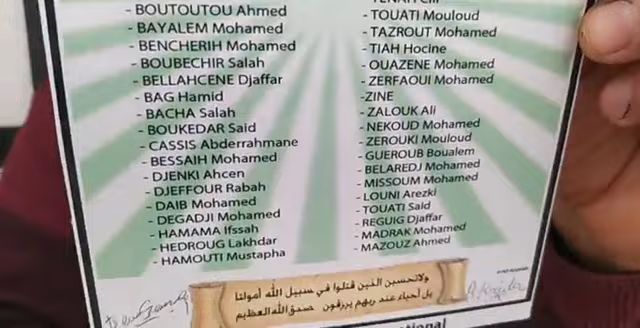 - BOUTOUTOU Ahmed
- BAYALEM Mohamed
- BENCHERIH Mohamed
- BOUBECHIR Salah
- BELLAHCENE Djaffar
- BAG Hamid
- BACHA Salah
- BOUKEDAR Said
- CASSIS Abderrahmane
- BESSAIH Mohamed
- DJENKI Ahcen
- DJEFFOUR Rabah
- DAIB Mohamed
- DEGADJI Mohamed
- HAMAMA Ifssah
- HEDROUG Lakhdar
- HAMOUTI Mustapha
- TOUATI Mouloud
- TAZROUT Mohamed
- TIAH Hocine
- OUAZENE Mohamed
- ZERFAOUI Mohamed
-ZINE
- ZALOUK Ali
- NEKOUD Mohamed
- ZEROUKI Mouloud
- GUEROUB Boualem
- BELAREDJ Mohamed
- MISSOUM Mohamed
- LOUNI Arezki
- TOUATI Said
- REGUIG Djaffar
- MADRAK Mohamed
- MAZOUZ Ahmed
ولاتحسبن الذين قتلوا في سبيل الله أمواتا
بل أحياء عند ربهم يرزقون صدق الله العظيم